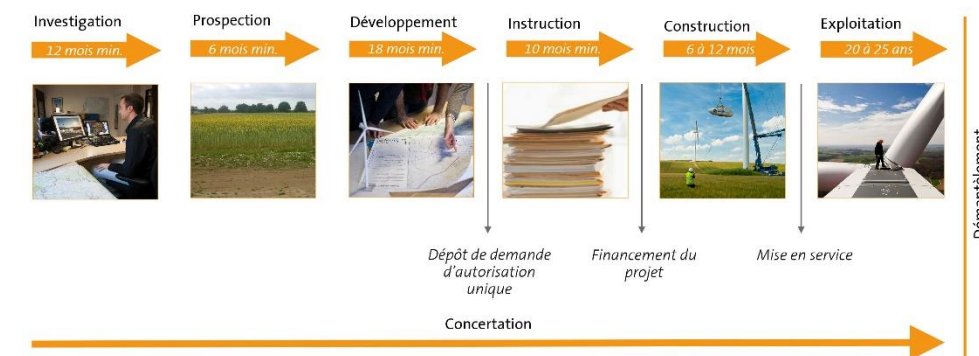 Investigation
Prospection
Développement
Instruction
Construction
Exploitation
12 mois min.
6 mois min.
18 mois min.
10 mois min.
6 à 12 mois
20 à 25 ans
Dépôt de demande
d'autorisation
unique
Financement du
projet
Mise en service
Concertation
Démantèlement